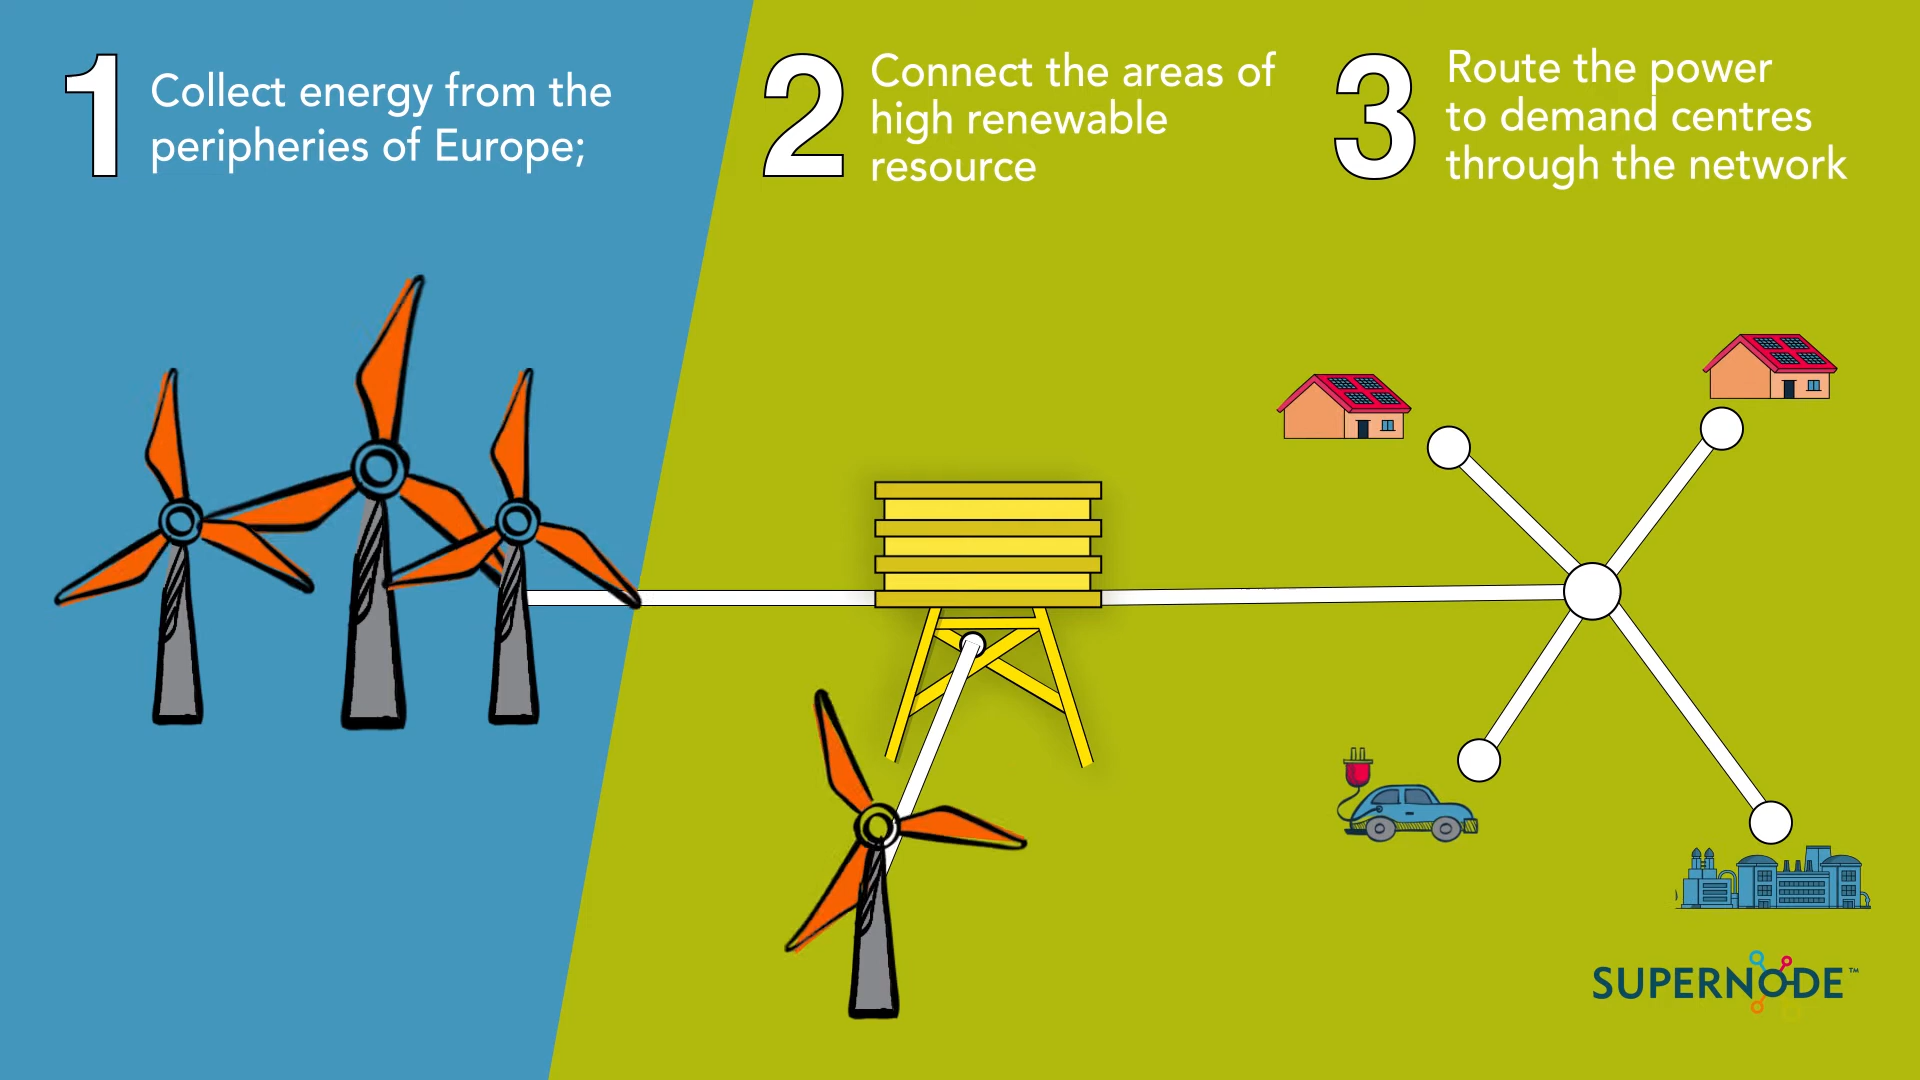 1
Collect energy from the
peripheries of Europe;
2
Connect the areas of
high renewable
resource
3
Route the power
to demand centres
through the network
SUPERNODE™